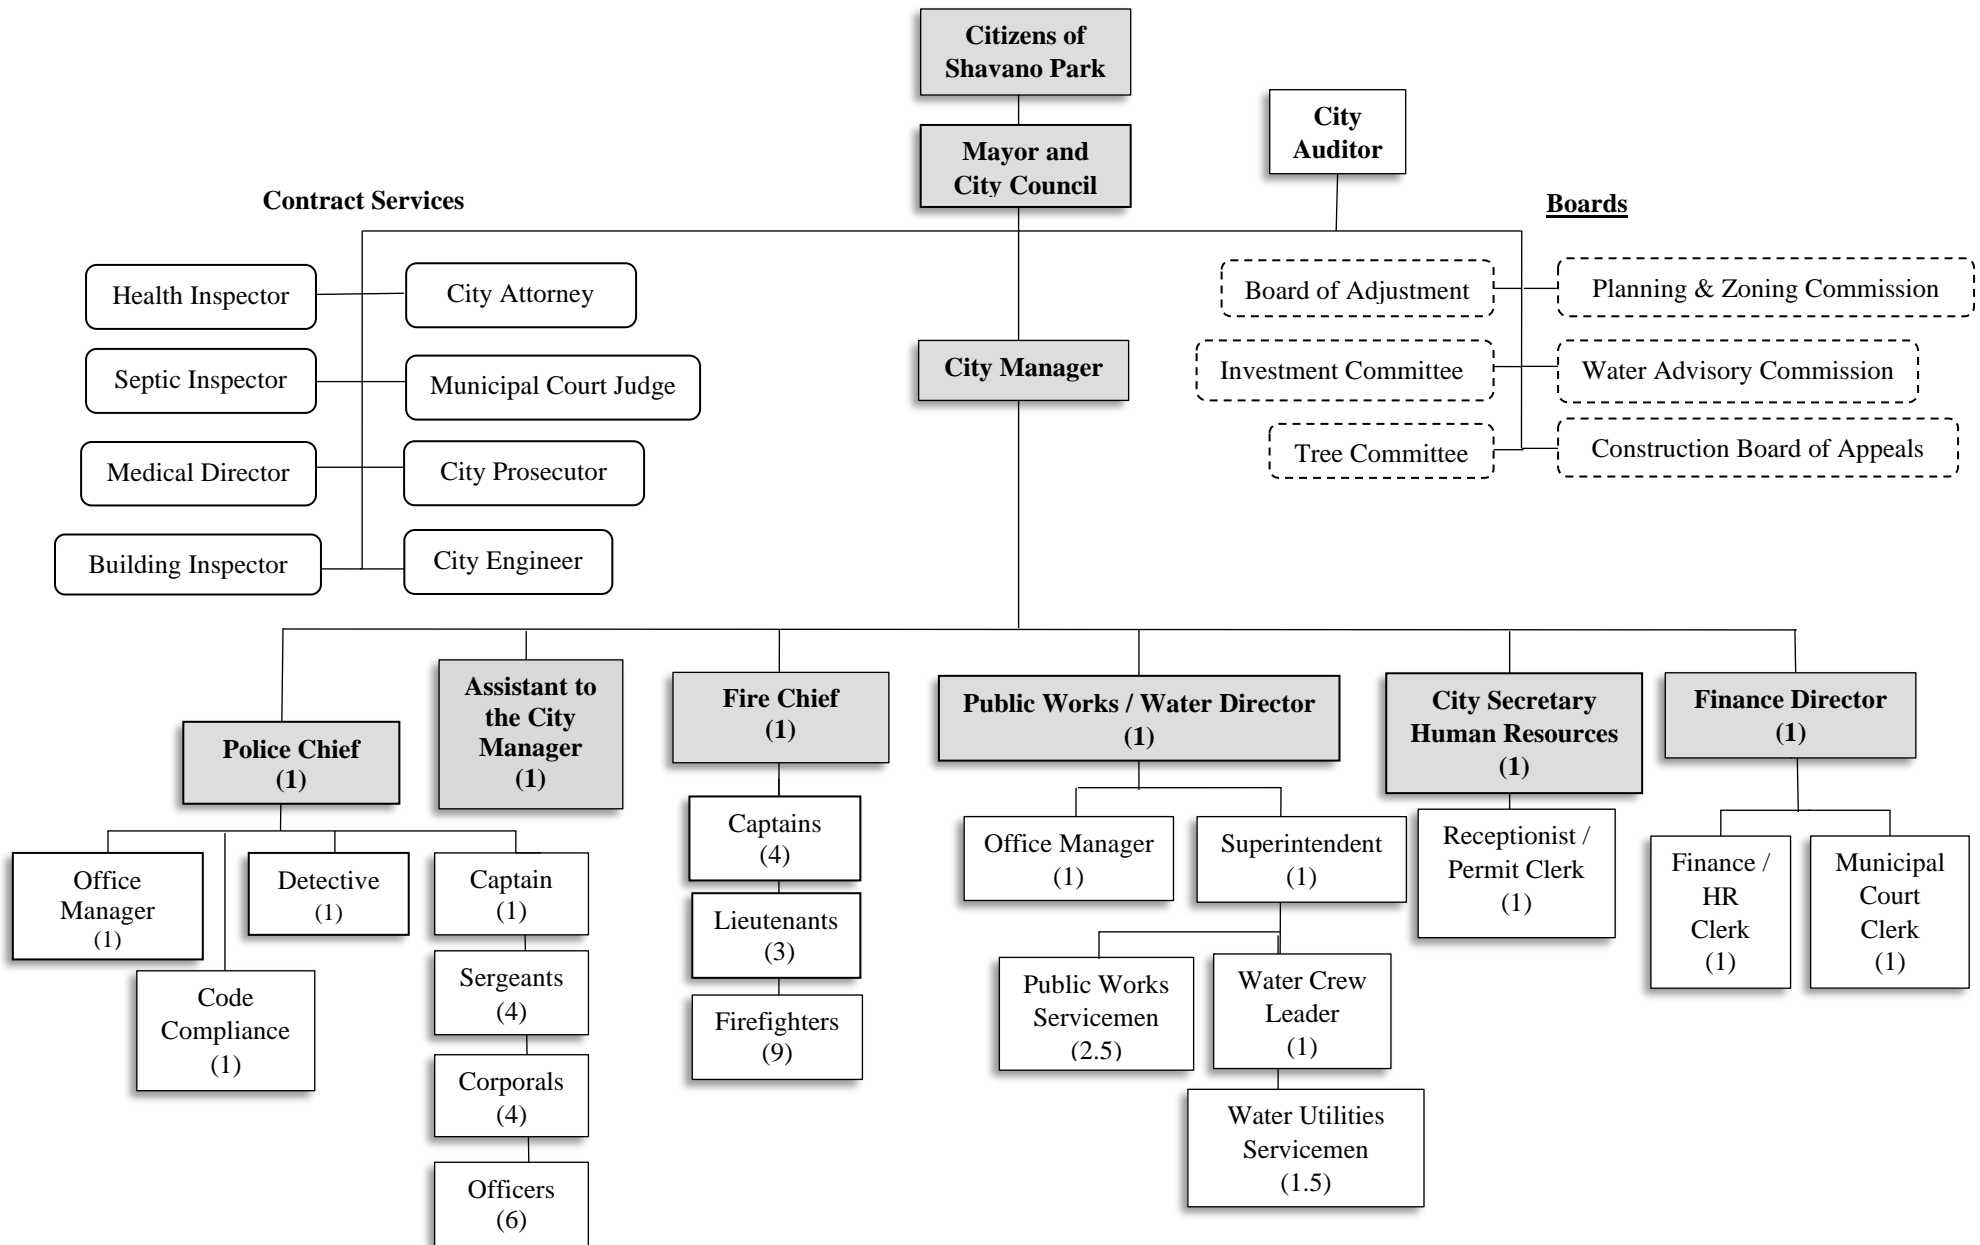 Citizens of
Shavano Park
City
Auditor
Mayor and
City Council
Contract Services
Boards
Health Inspector
City Attorney
Board of Adjustment
Planning & Zoning Commission
Septic Inspector
Municipal Court Judge
City Manager
Investment Committee
Water Advisory Commission
Medical Director
City Prosecutor
Tree Committee
Construction Board of Appeals
Building Inspector
City Engineer
Police Chief
(1)
Assistant to
the City
Manager
(1)
Fire Chief
(1)
Public Works / Water Director
(1)
City Secretary
Human Resources
(1)
Finance Director
(1)
Office
Manager
(1)
Code
Compliance
(1)
Detective
(1)
Captain
(1)
Sergeants
(4)
Corporals
(4)
Officers
(6)
Captains
(4)
Lieutenants
(3)
Firefighters
(9)
Office Manager
(1)
Superintendent
(1)
Public Works
Servicemen
(2.5)
Water Crew
Leader
(1)
Water Utilities
Servicemen
(1.5)
Receptionist /
Permit Clerk
(1)
Finance /
HR
Clerk
(1)
Municipal
Court
Clerk
(1)